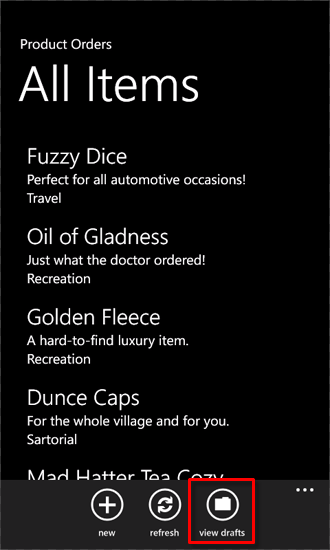 Product Orders
All Items
Fuzzy Dice
Perfect for all automotive occasions!
Travel
Oil of Gladness
Just what the doctor ordered!
Recreation
Golden Fleece
A hard-to-find luxury item.
Recreation
Dunce Caps
For the whole village and for you.
Sartorial
Mad Hatter Tea Cozy
new refresh view drafts